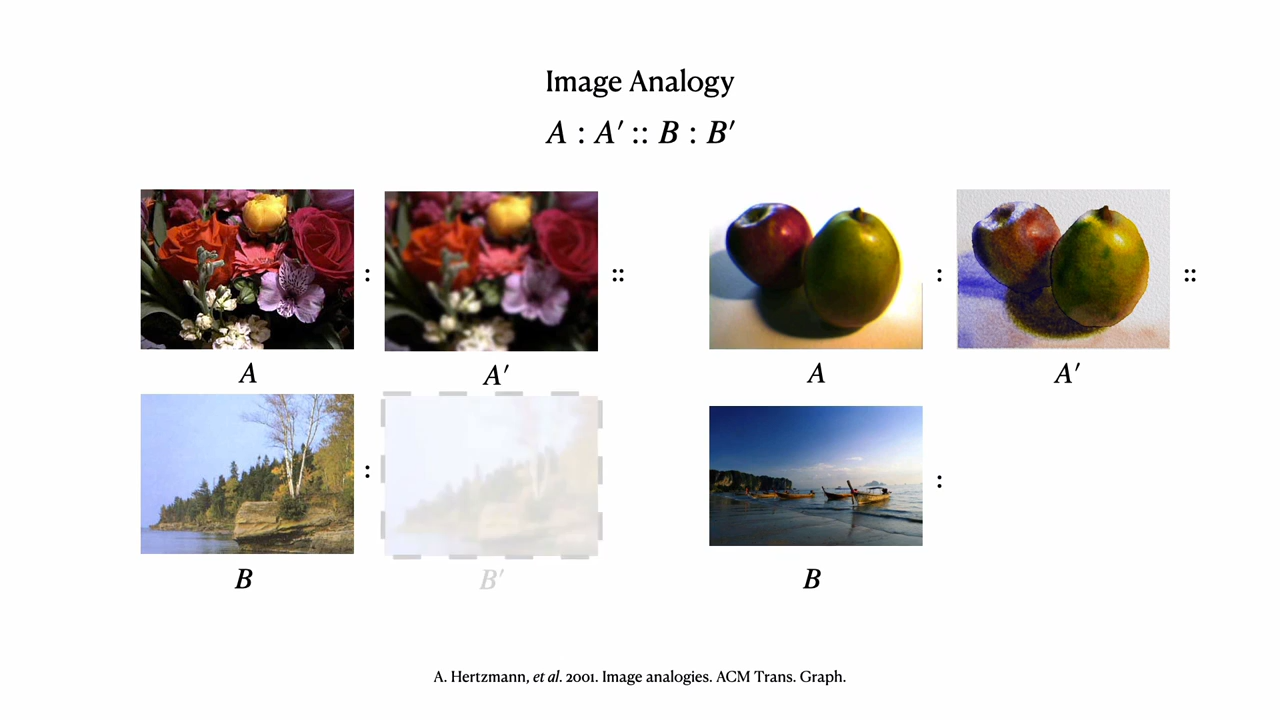 Image Analogy
A : A′ :: B : B′
: :: : ::
A A′ A A′
: :
B B′ B
A. Hertzmann, et al. 2001. Image analogies. ACM Trans. Graph.